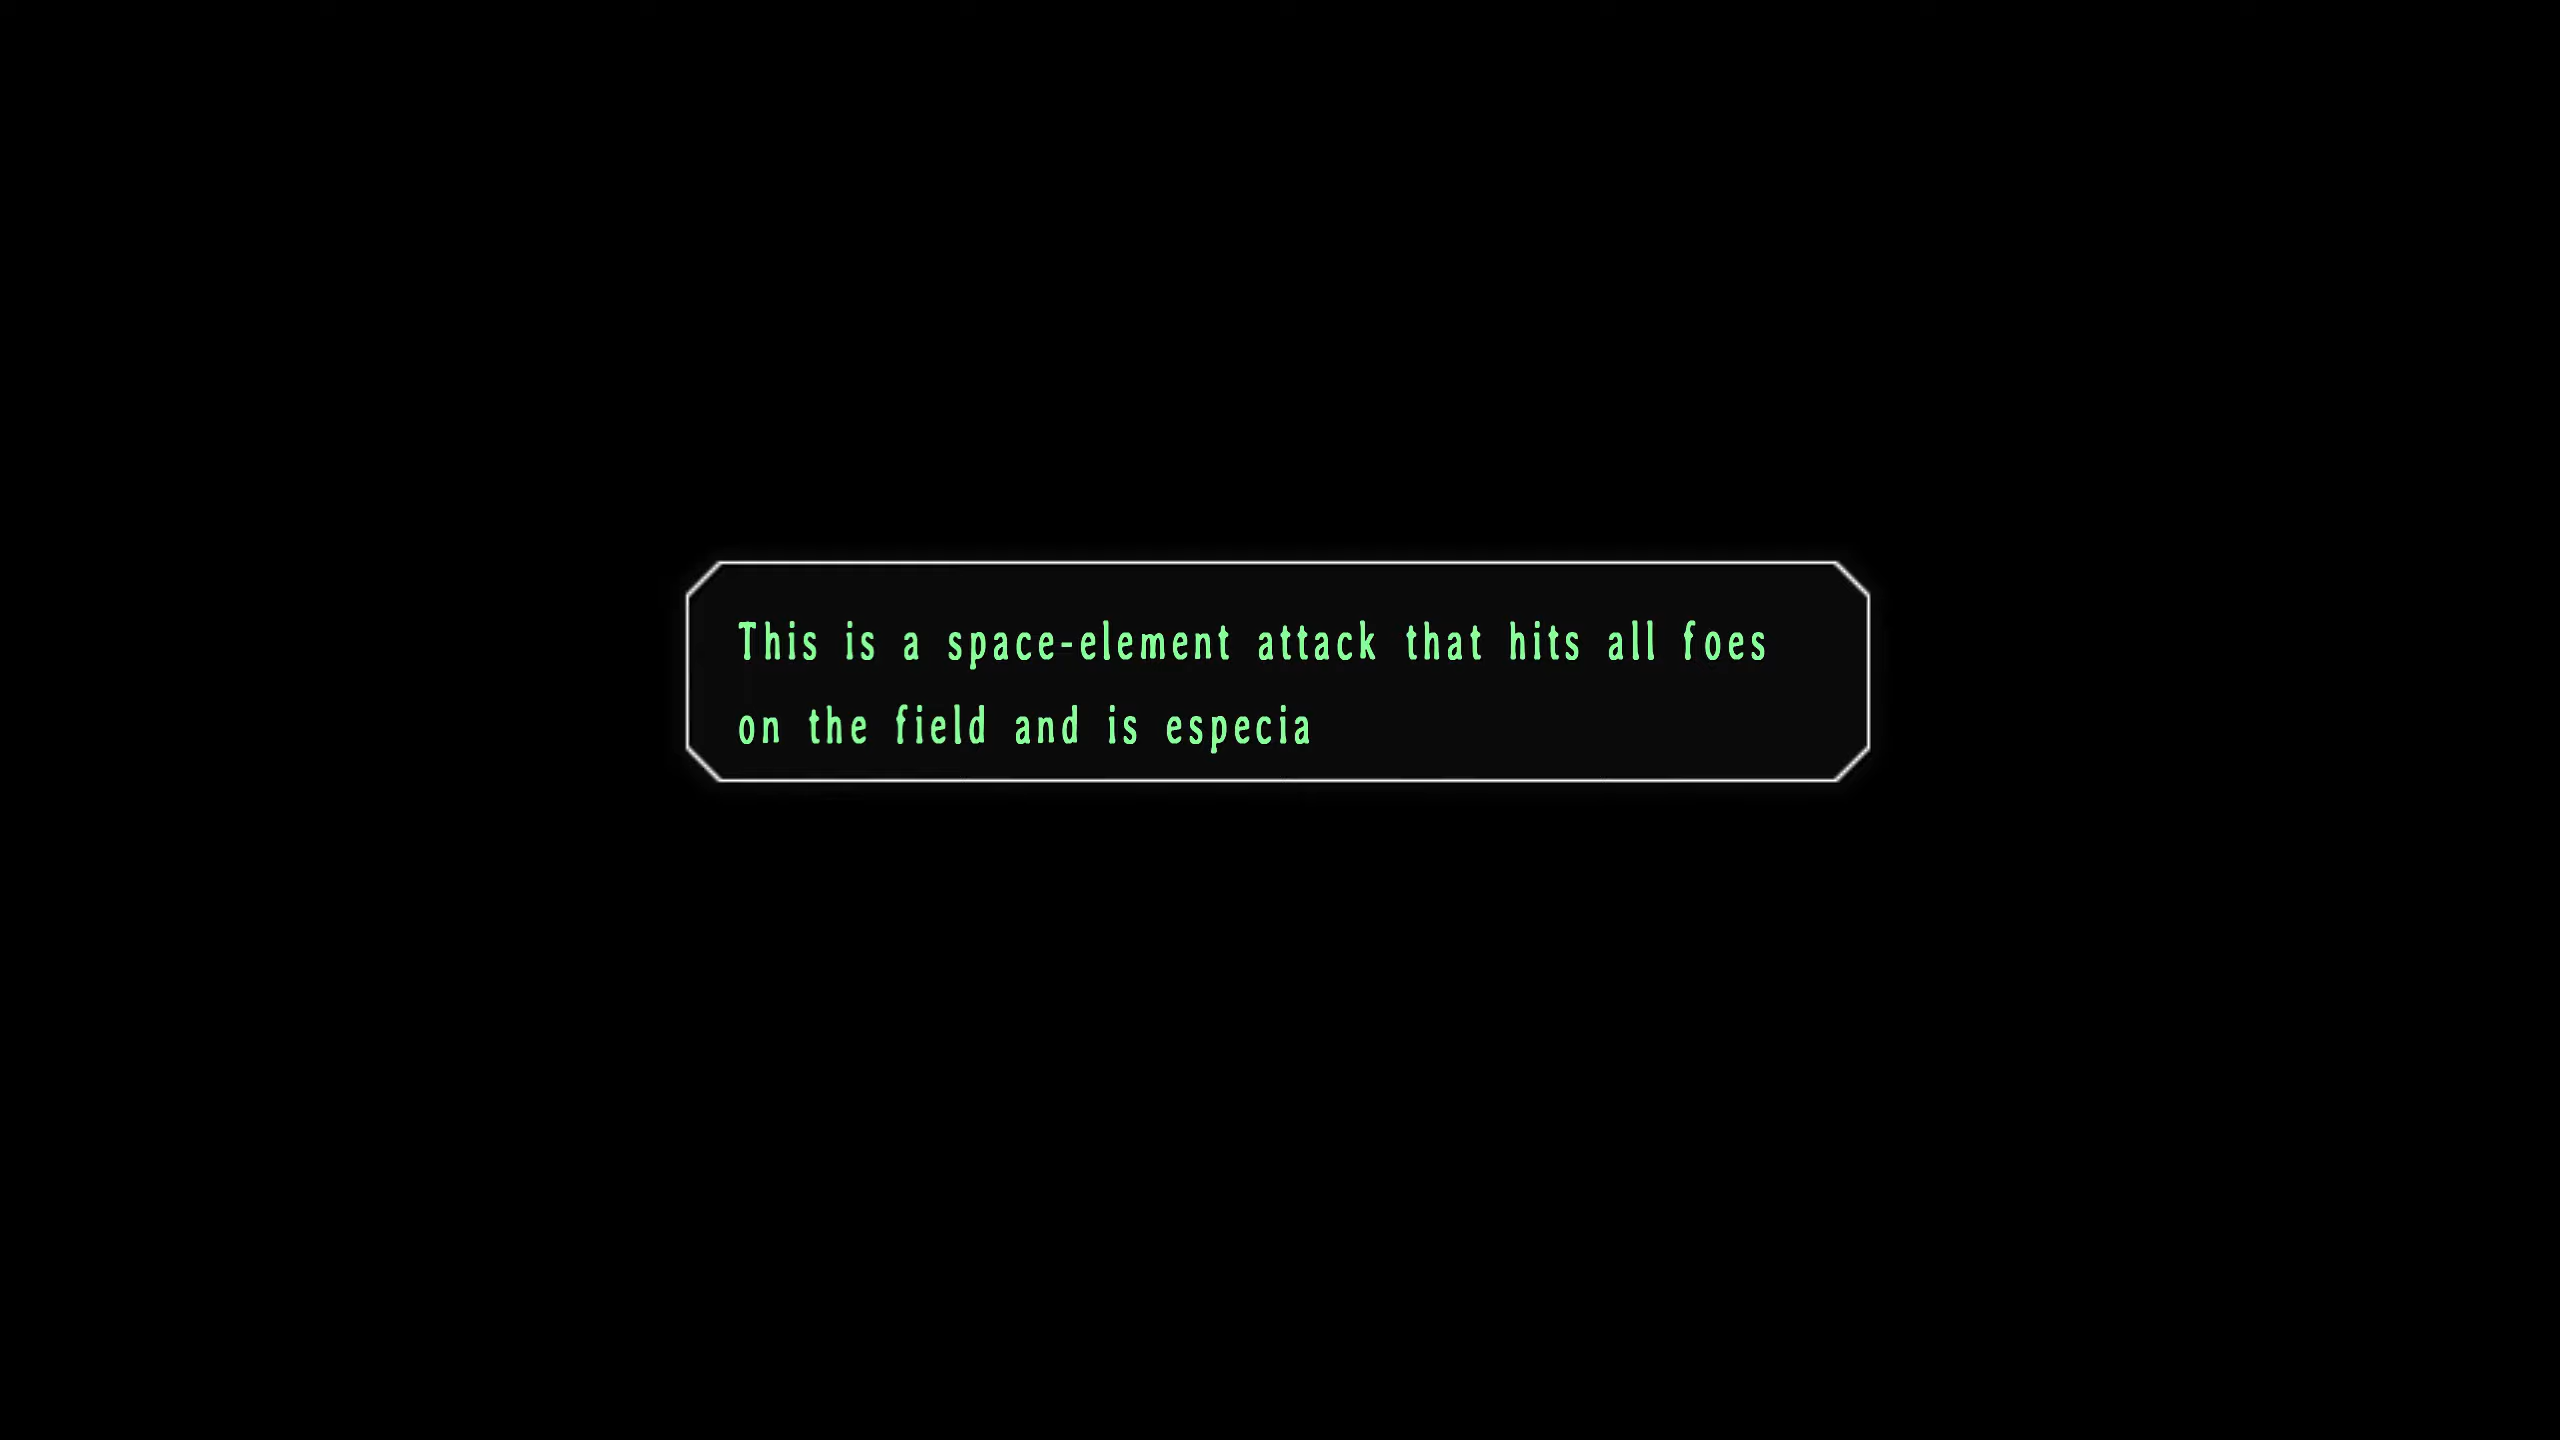 This is a space-element attack that hits all foes
on the field and is especia